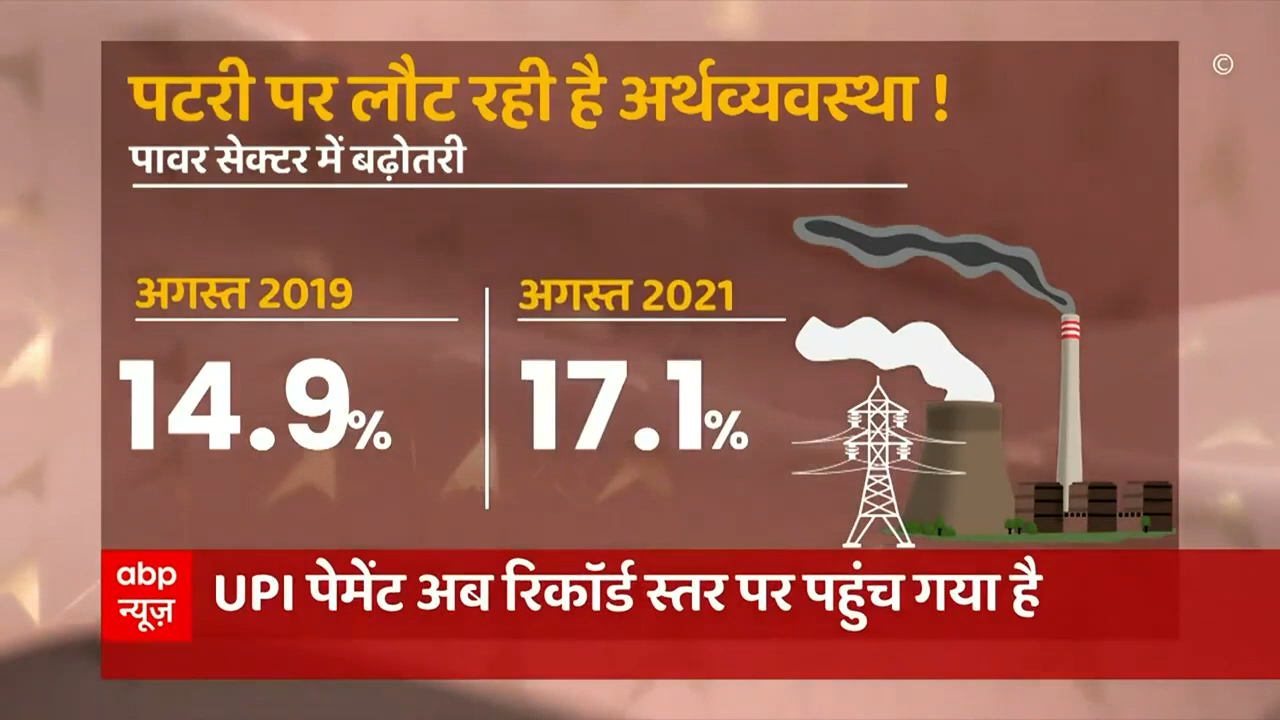 ©
पटरी पर लौट रही है अर्थव्यवस्था !
पावर सेक्टर में बढ़ोतरी
अगस्त 2019
14.9%
अगस्त 2021
17.1%
abp
न्यूज़
UPI पेमेंट अब रिकॉर्ड स्तर पर पहुंच गया है